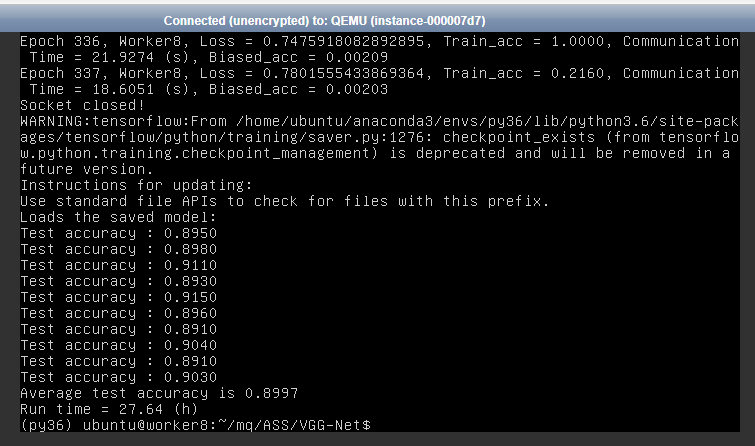 Connected (unencrypted) to: QEMU (instance-000007d7)
Epoch 336, Worker8, Loss = 0.7475918082892895, Train_acc = 1.0000, Communication
 Time = 21.9274 (s), Biased_acc = 0.00209
Epoch 337, Worker8, Loss = 0.7801555433869364, Train_acc = 0.2160, Communication
 Time = 18.6051 (s), Biased_acc = 0.00203
Socket closed!
WARNING:tensorflow:From /home/ubuntu/anaconda3/envs/py36/lib/python3.6/site-pack
ages/tensorflow/python/training/saver.py:1276: checkpoint_exists (from tensorflo
w.python.training.checkpoint_management) is deprecated and will be removed in a
future version.
Instructions for updating:
Use standard file APIs to check for files with this prefix.
Loads the saved model:
Test accuracy : 0.8950
Test accuracy : 0.8980
Test accuracy : 0.9110
Test accuracy : 0.8930
Test accuracy : 0.9150
Test accuracy : 0.8960
Test accuracy : 0.8910
Test accuracy : 0.9040
Test accuracy : 0.8910
Test accuracy : 0.9030
Average test accuracy is 0.8997
Run time = 27.64 (h)
(py36) ubuntu@worker8:~/mq/ASS/VGG-Net$